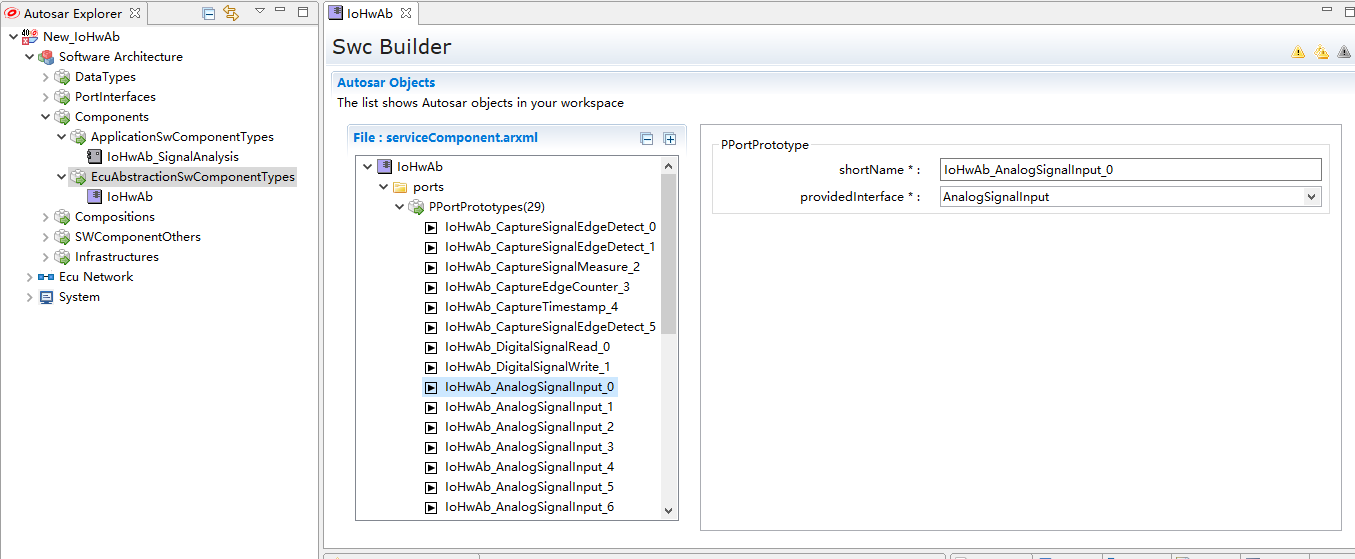 Autosar Explorer
New_IoHwAb
Software Architecture
DataTypes
PortInterfaces
Components
ApplicationSwComponentTypes
IoHwAb_SignalAnalysis
EcuAbstractionSwComponentTypes
IoHwAb
Compositions
SWComponentOthers
Infrastructures
Ecu Network
System
IoHwAb
Swc Builder
Autosar Objects
The list shows Autosar objects in your workspace
File : serviceComponent.arxml
IoHwAb
ports
PPortPrototypes(29)
IoHwAb_CaptureSignalEdgeDetect_0
IoHwAb_CaptureSignalEdgeDetect_1
IoHwAb_CaptureSignalMeasure_2
IoHwAb_CaptureEdgeCounter_3
IoHwAb_CaptureTimestamp_4
IoHwAb_CaptureSignalEdgeDetect_5
IoHwAb_DigitalSignalRead_0
IoHwAb_DigitalSignalWrite_1
IoHwAb_AnalogSignalInput_0
IoHwAb_AnalogSignalInput_1
IoHwAb_AnalogSignalInput_2
IoHwAb_AnalogSignalInput_3
IoHwAb_AnalogSignalInput_4
IoHwAb_AnalogSignalInput_5
IoHwAb_AnalogSignalInput_6
PPortPrototype
shortName * : IoHwAb_AnalogSignalInput_0
providedInterface * : AnalogSignalInput